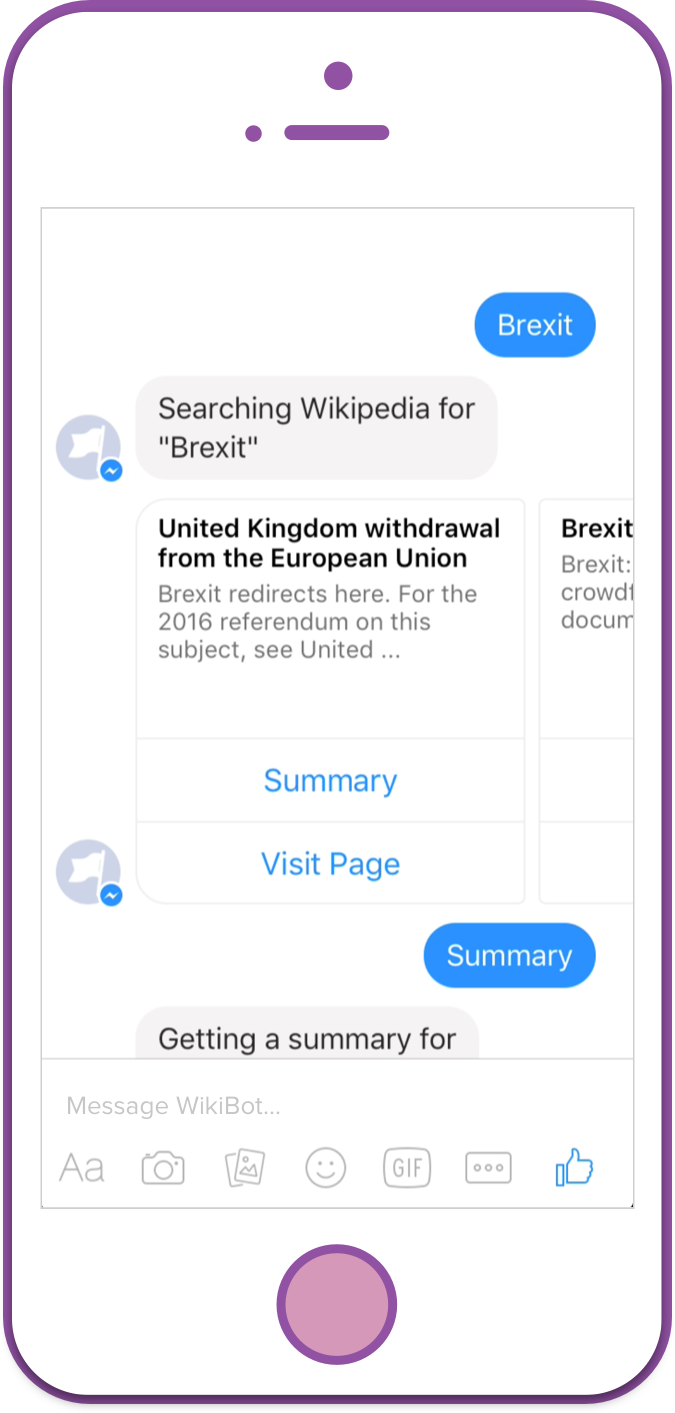 Brexit
Searching Wikipedia for
"Brexit"
United Kingdom withdrawal
from the European Union
Brexit redirects here. For the
2016 referendum on this
subject, see United ...
Summary
Visit Page
Brexit
Brexit:
crowdf
docum
Summary
Getting a summary for
Message WikiBot...
Aa
GIF